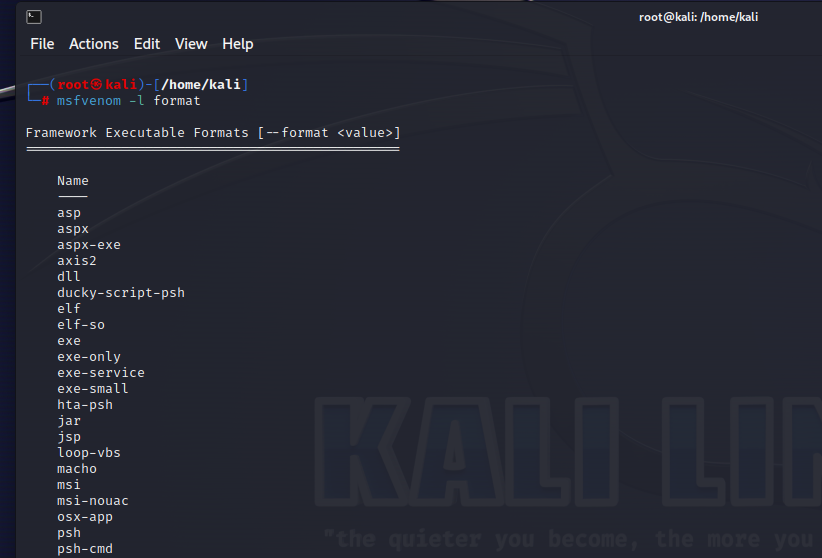 root@kali: /home/kali
File Actions Edit View Help
┌──(root㉿kali)-[/home/kali]
└─# msfvenom -l format
Framework Executable Formats [--format <value>]
===============================================
Name
----
asp
aspx
aspx-exe
axis2
dll
ducky-script-psh
elf
elf-so
exe
exe-only
exe-service
exe-small
hta-psh
jar
jsp
loop-vbs
macho
msi
msi-nouac
osx-app
psh
psh-cmd
KALI LIN
"the quieter you become, the more you